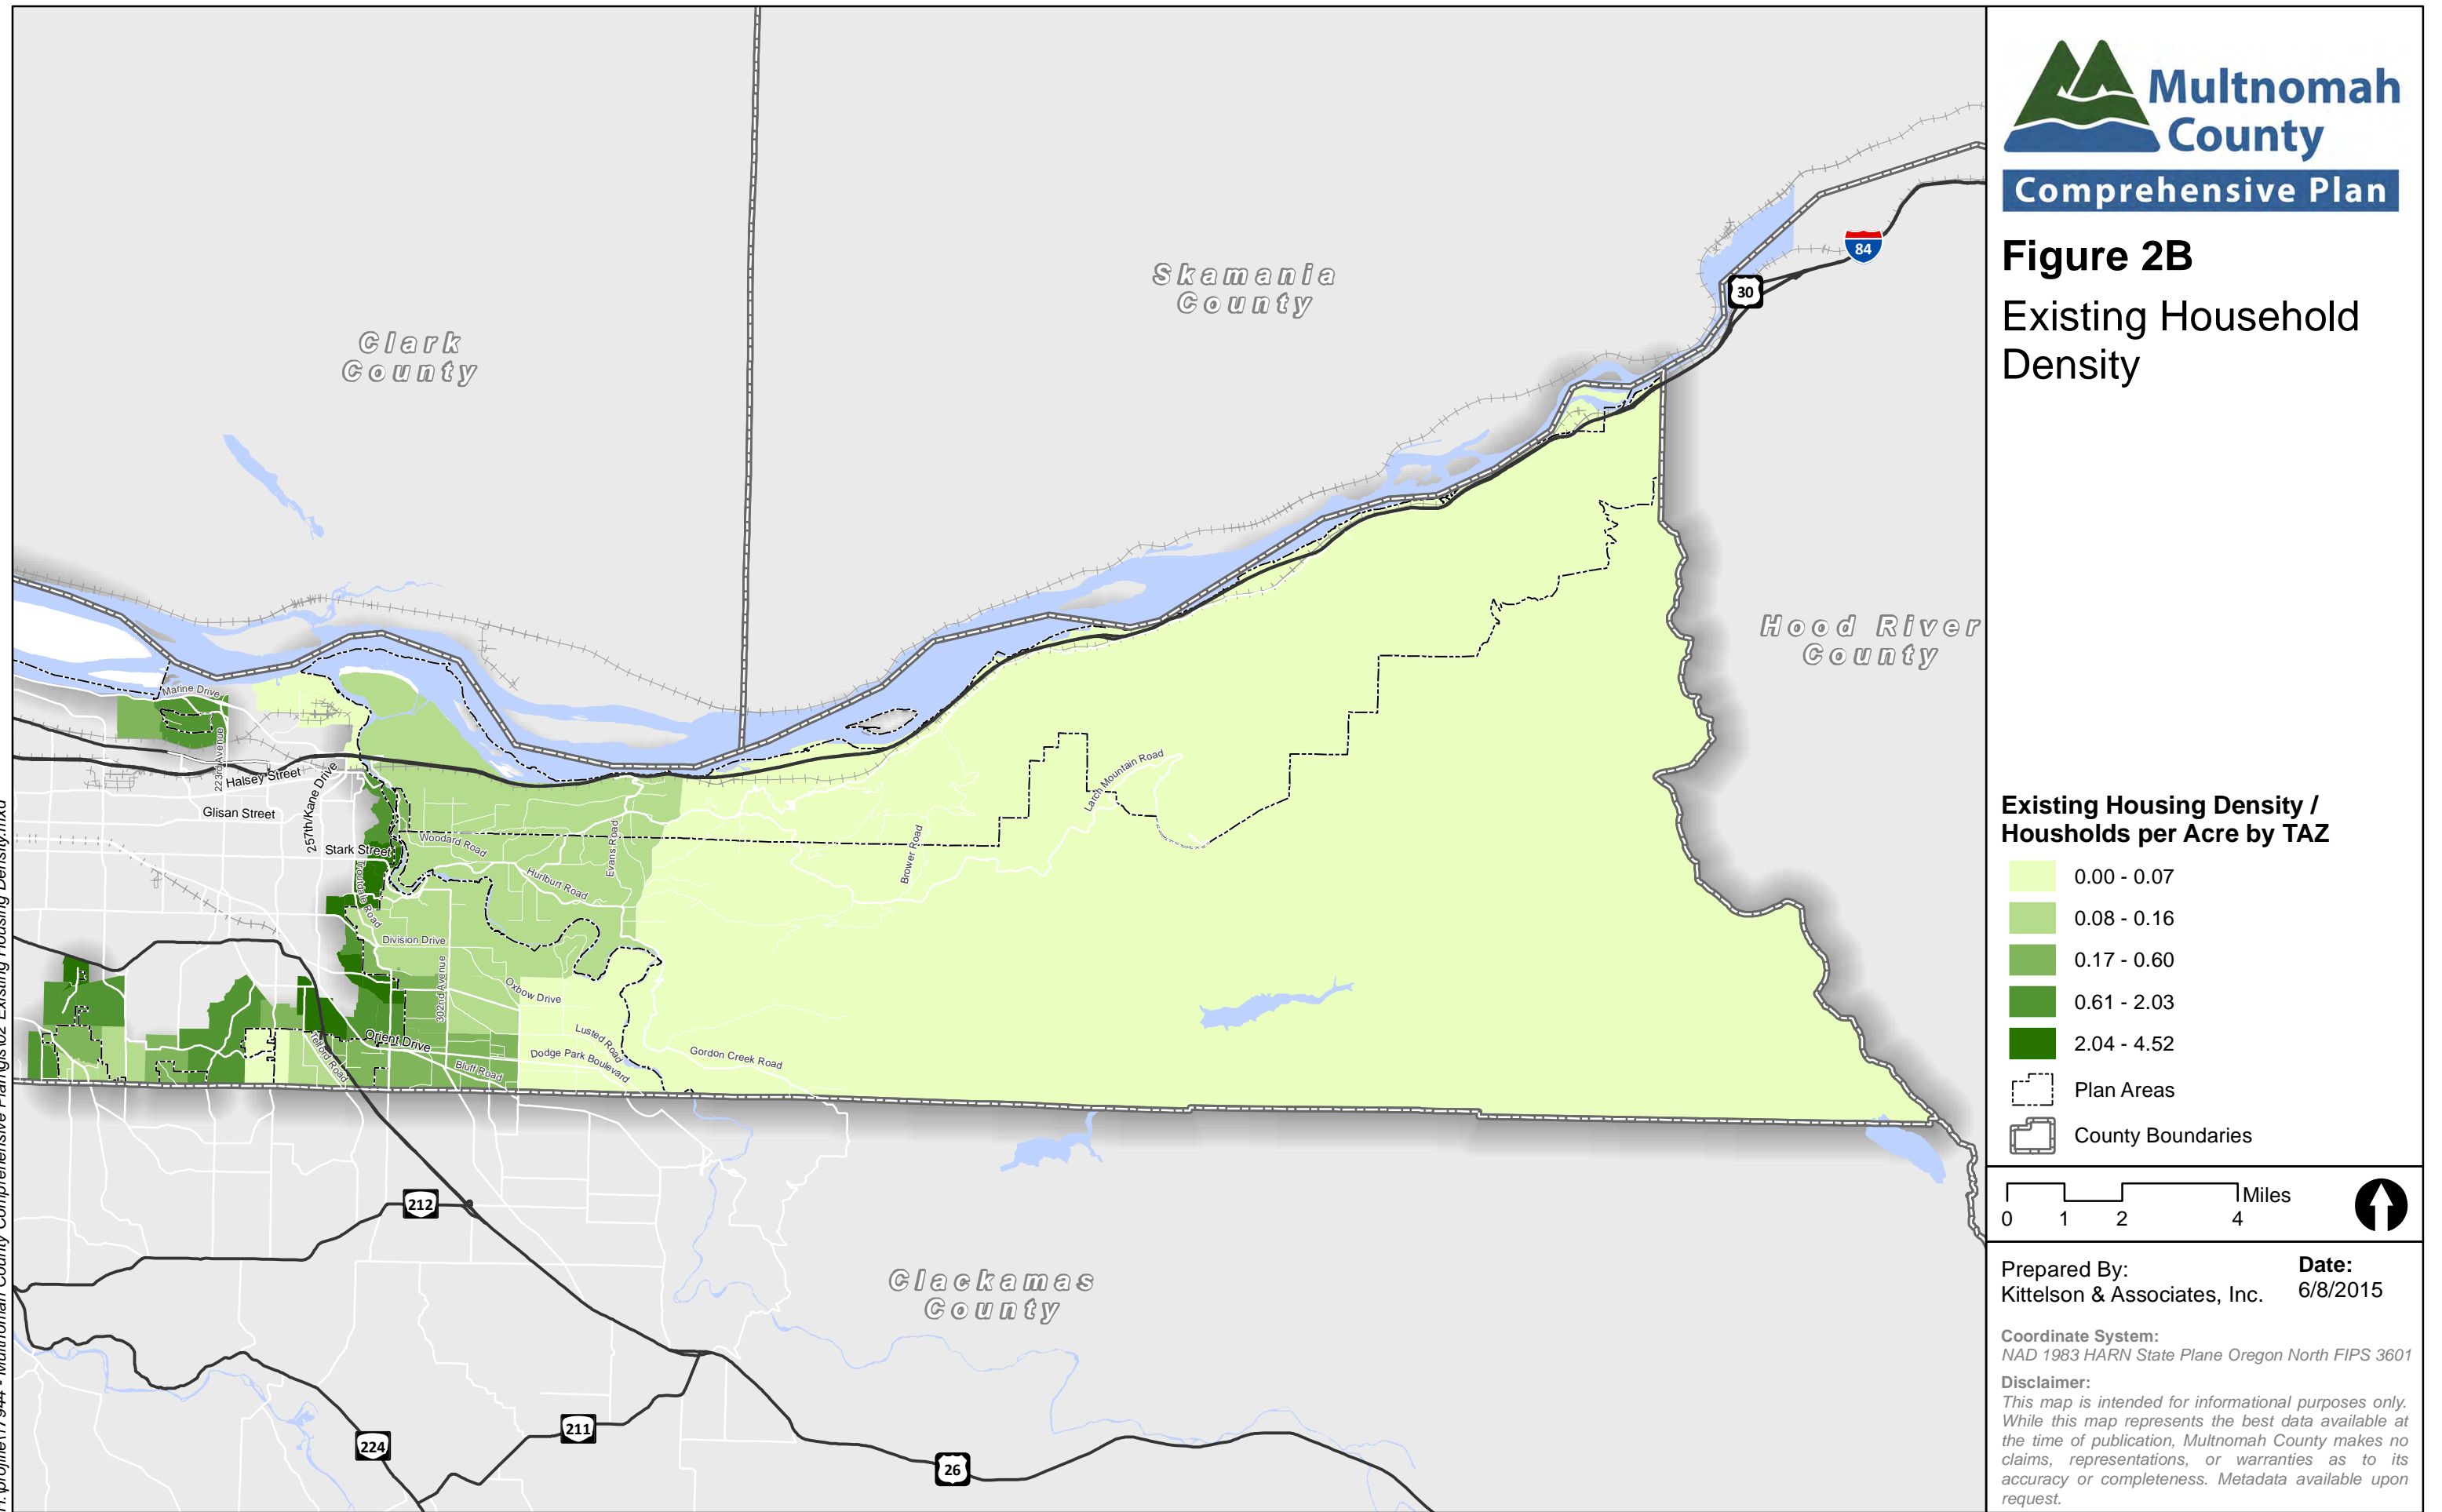 Multnomah
County
Comprehensive Plan
Figure 2B
Existing Household
Density
Existing Housing Density /
Housholds per Acre by TAZ
0.00 - 0.07
0.08 - 0.16
0.17 - 0.60
0.61 - 2.03
2.04 - 4.52
Plan Areas
County Boundaries
Miles
0 1 2 4
Prepared By:
Kittelson & Associates, Inc.
Date:
6/8/2015
Coordinate System:
NAD 1983 HARN State Plane Oregon North FIPS 3601
Disclaimer:
This map is intended for informational purposes only.
While this map represents the best data available at
the time of publication, Multnomah County makes no
claims, representations, or warranties as to its
accuracy or completeness. Metadata available upon
request.
Clark
County
Skamania
County
Hood River
County
Clackamas
County
84
30
212
224
211
26
Marine Drive
223rd Avenue
Halsey Street
Glisan Street
257th/Kane Drive
Stark Street
Woodard Road
Evans Road
Hurlburt Road
Brower Road
Larch Mountain Road
Division Drive
302nd Avenue
Oxbow Drive
Lusted Road
Orient Drive
Telford Road
Bluff Road
Dodge Park Boulevard
Gordon Creek Road